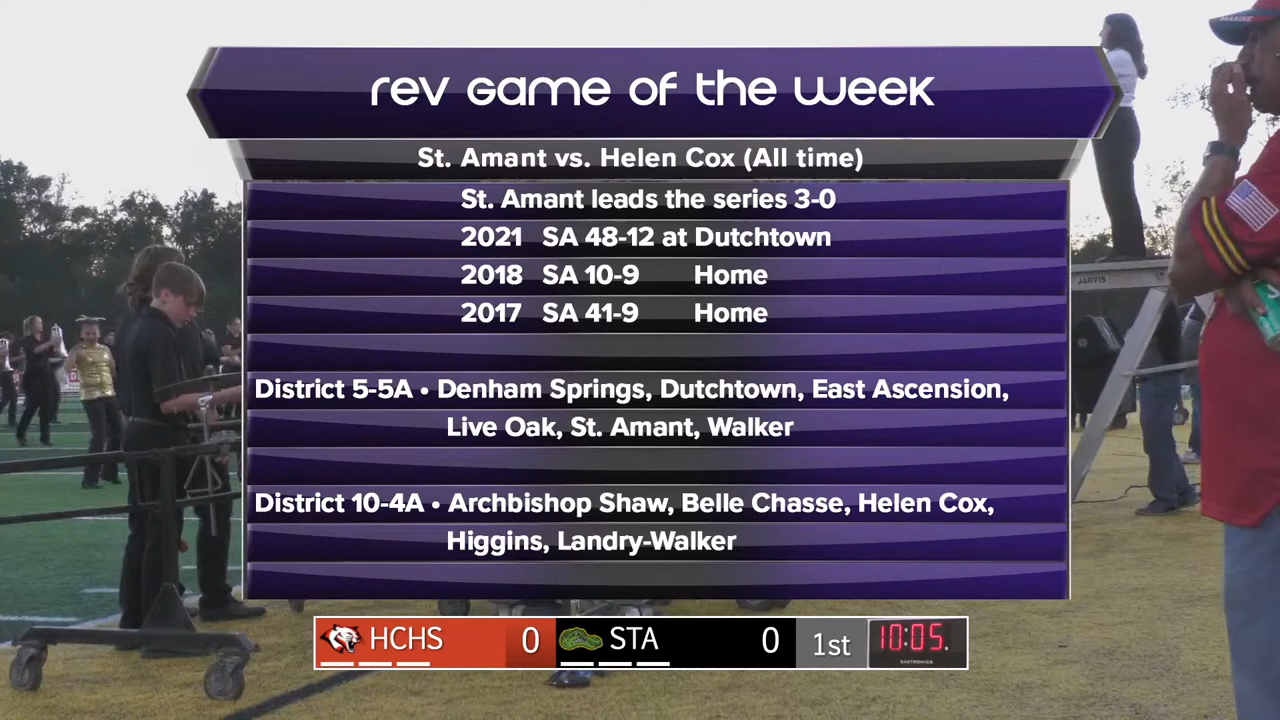 rev GAME OF THE WEEK
St. Amant vs. Helen Cox (All time)
St. Amant leads the series 3-0
2021 SA 48-12 at Dutchtown
2018 SA 10-9 Home
2017 SA 41-9 Home
District 5-5A • Denham Springs, Dutchtown, East Ascension,
Live Oak, St. Amant, Walker
District 10-4A • Archbishop Shaw, Belle Chasse, Helen Cox,
Higgins, Landry-Walker
HCHS 0 STA 0 1st 10:05.
DAKTRONICS
JARVIS